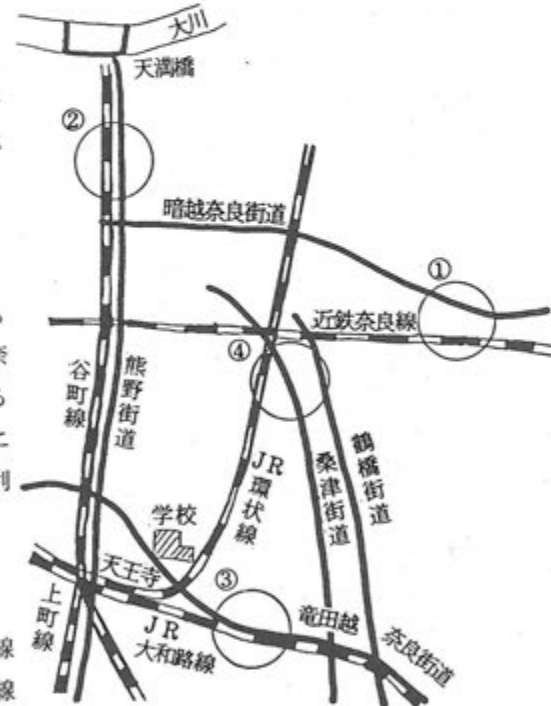 大川
天満橋
②
暗越奈良街道
①
近鉄奈良線
④
谷町線
熊野街道
JR環状線
桑津街道
鶴橋街道
学校
天王寺
③
上町線
JR
大和路線
竜田越
奈良街道
線
線